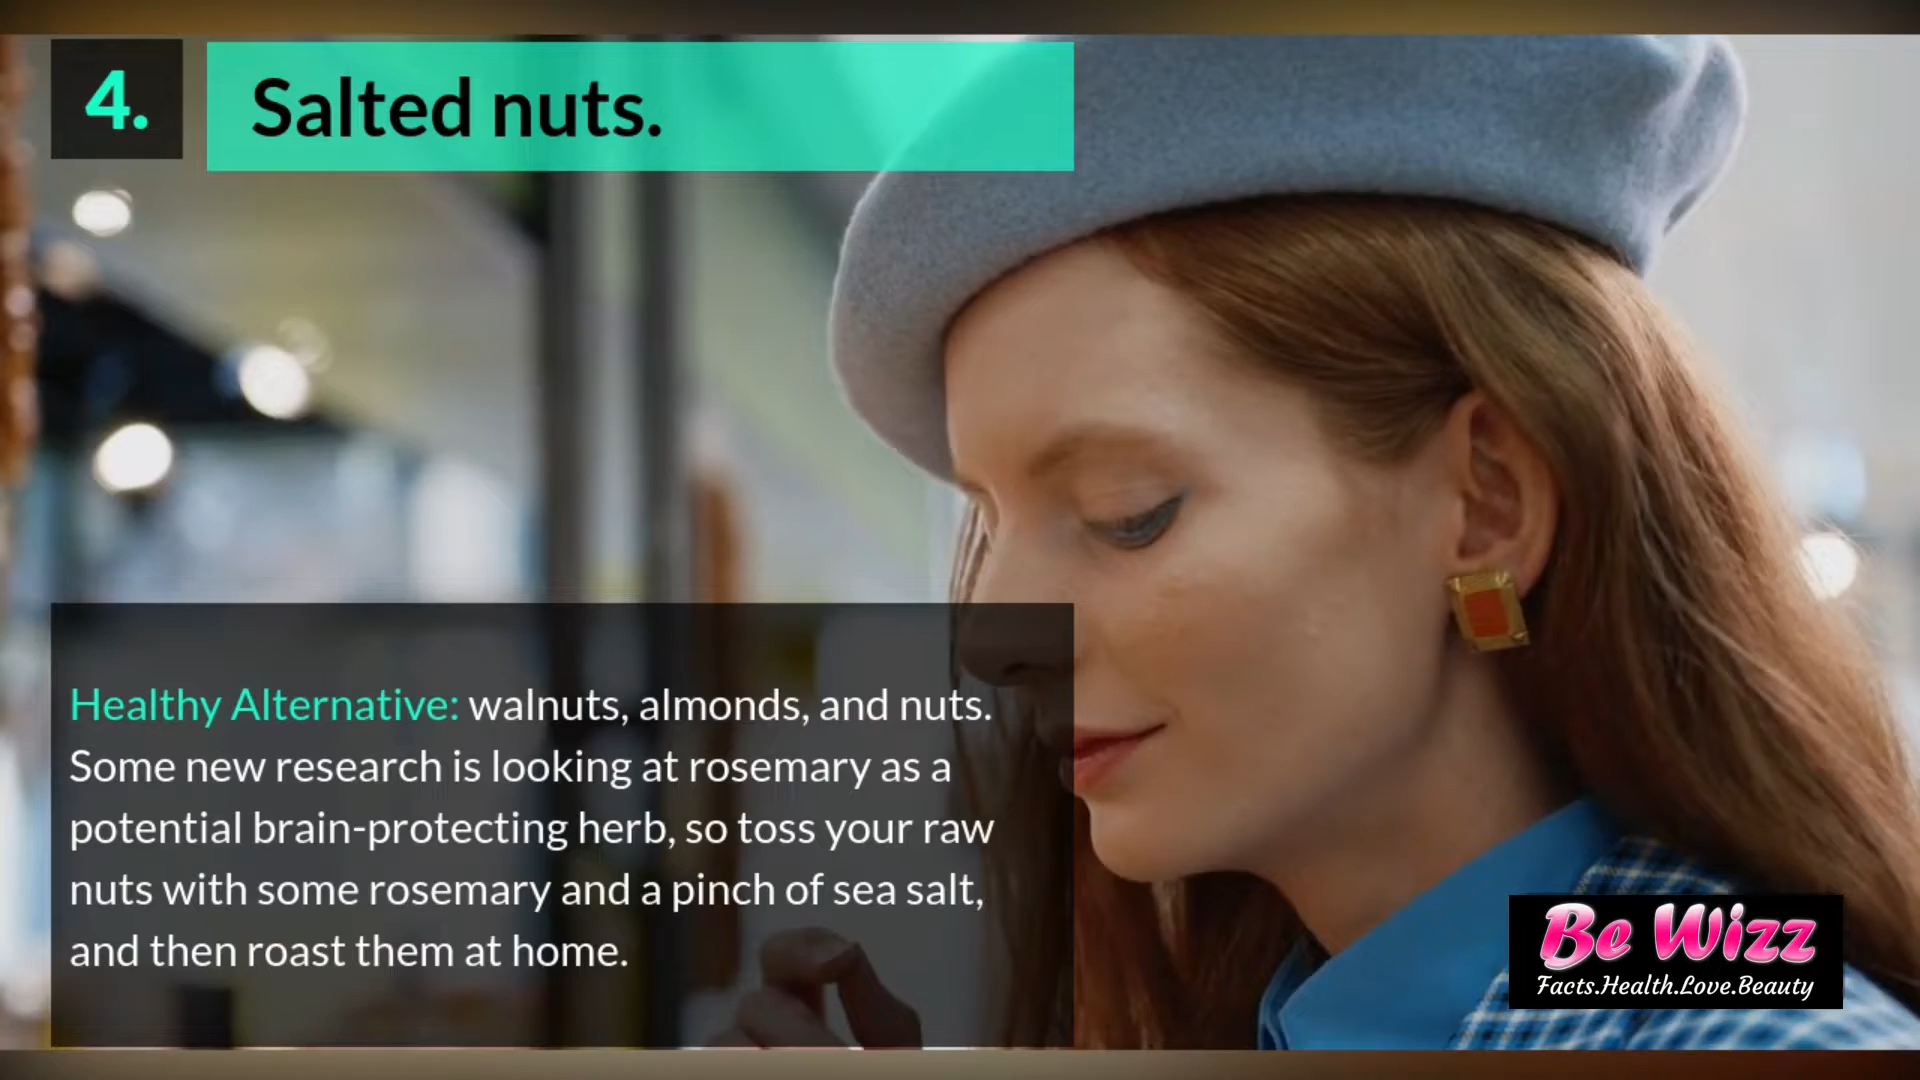 4.
Salted nuts.
Healthy Alternative: walnuts, almonds, and nuts.
Some new research is looking at rosemary as a
potential brain-protecting herb, so toss your raw
nuts with some rosemary and a pinch of sea salt,
and then roast them at home.
Be Wizz
Facts.Health.Love.Beauty